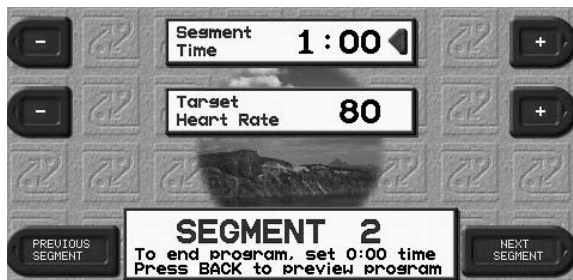 Segment
Time
1:00
-
+
Target
Heart Rate
80
-
+
PREVIOUS
SEGMENT
SEGMENT 2
To end program, set 0:00 time
Press BACK to preview program
NEXT
SEGMENT